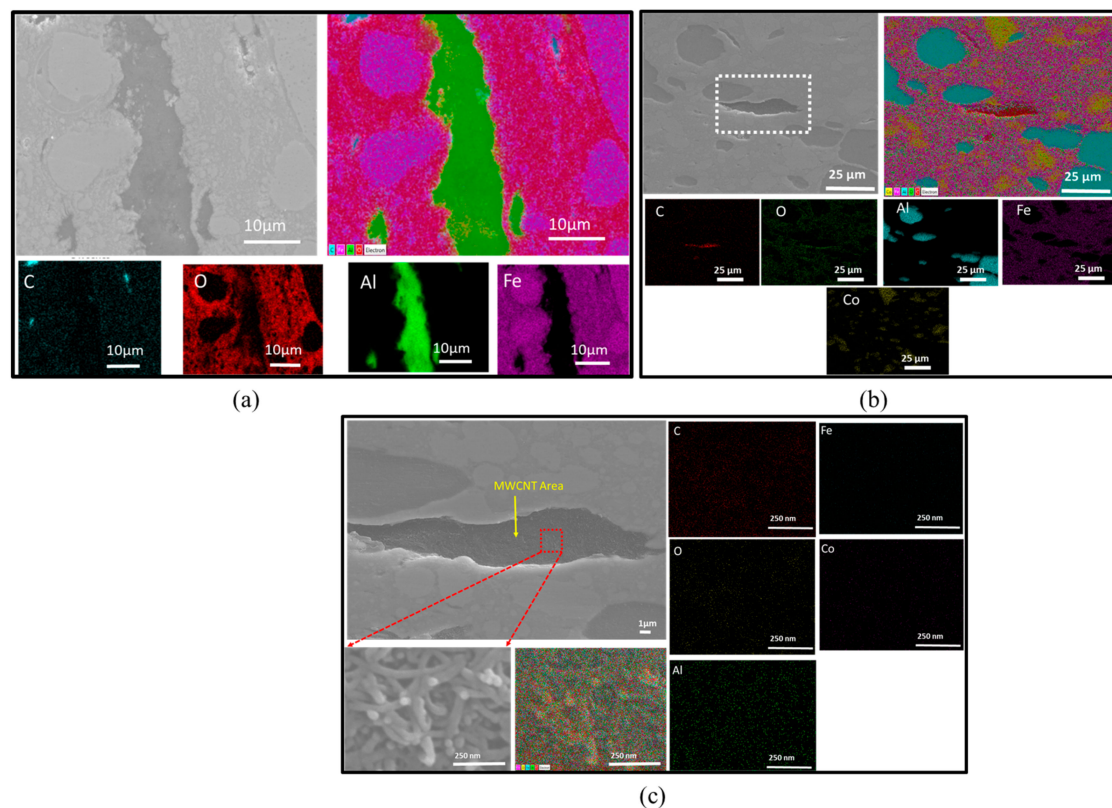 10μm
10μm
C
O
Al
Fe
10μm
10μm
10μm
10μm
(a)
25 μm
25 μm
C
O
Al
Fe
25 μm
25 μm
25 μm
25 μm
Co
25 μm
(b)
MWCNT Area
1μm
250 nm
250 nm
C
Fe
250 nm
250 nm
O
Co
250 nm
250 nm
Al
250 nm
(c)